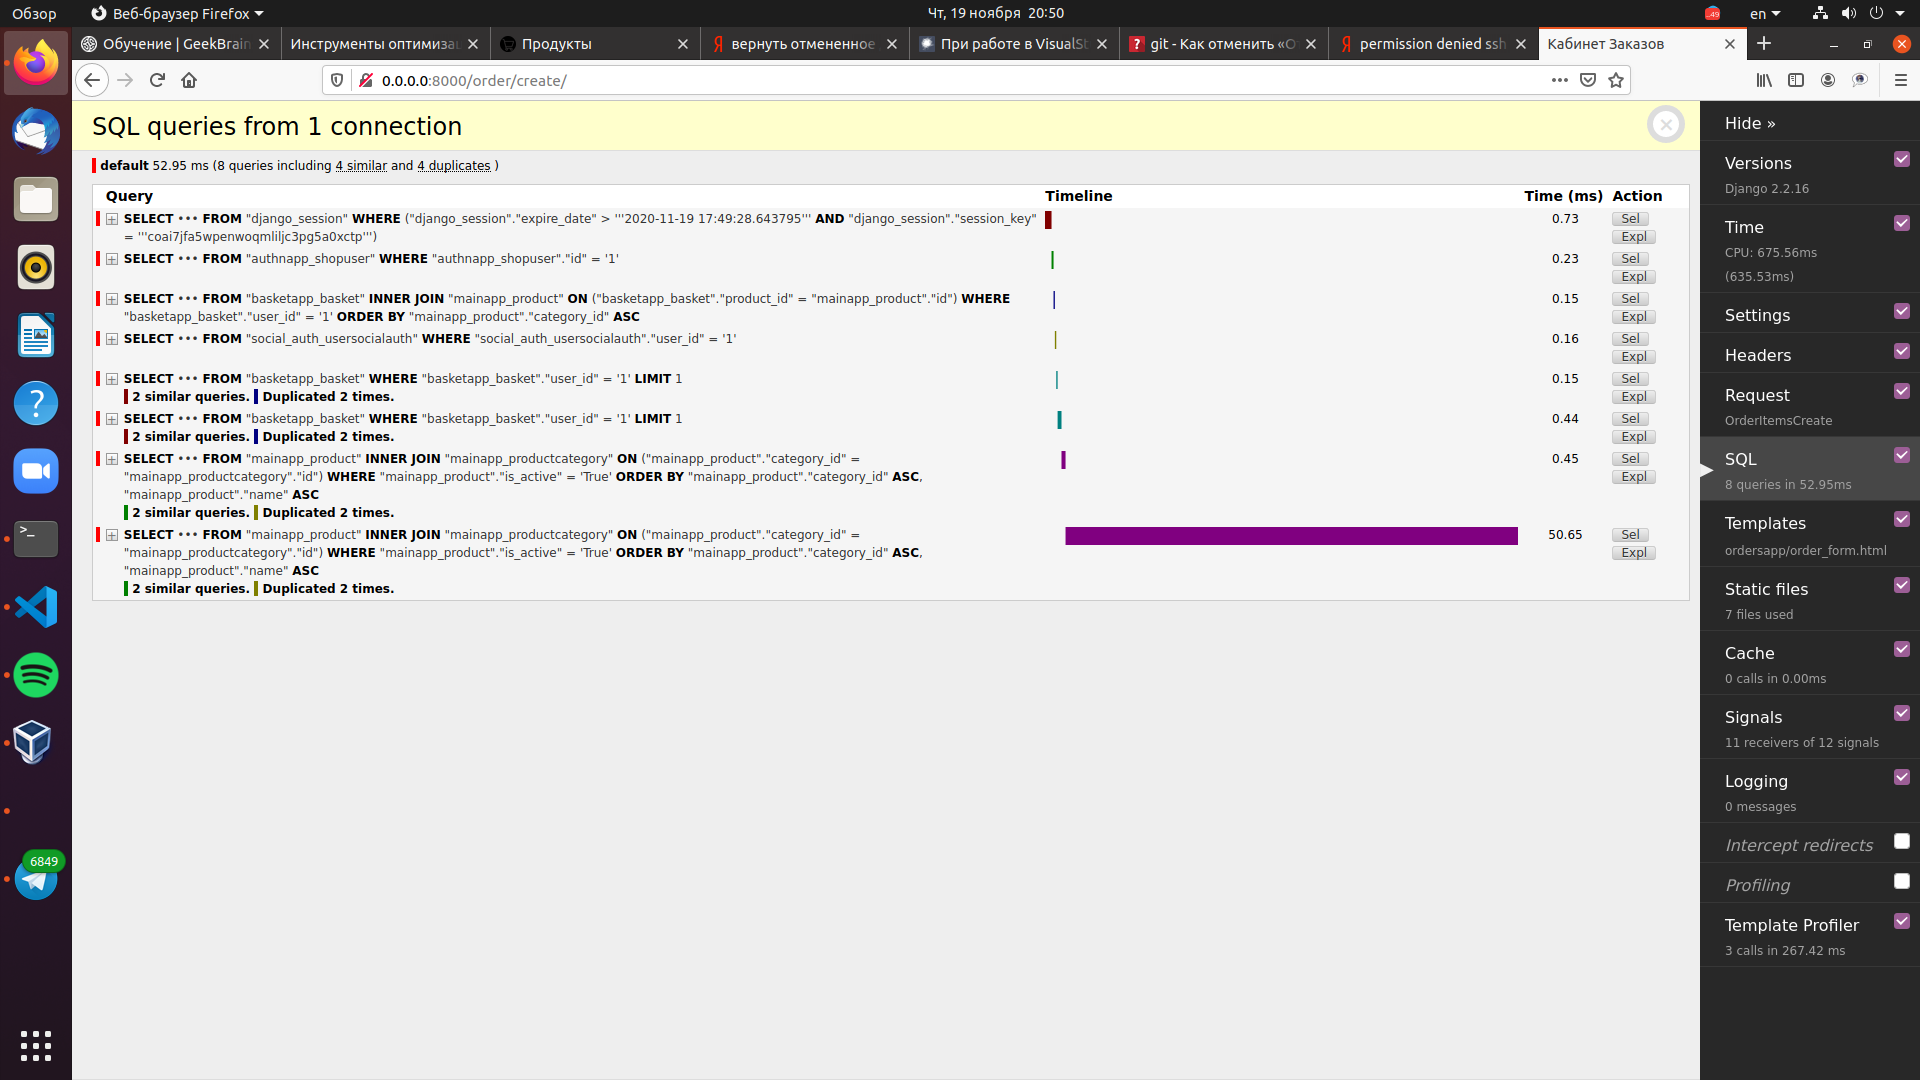 Обзор
Веб-браузер Firefox
Чт, 19 ноября 20:50
en
Обучение | GeekBrain
Инструменты оптимиза
Продукты
вернуть отмененное
При работе в VisualSt
git - Как отменить «О
permission denied ssh
Кабинет Заказов
0.0.0.0:8000/order/create/
SQL queries from 1 connection
default 52.95 ms (8 queries including 4 similar and 4 duplicates )
Query Timeline Time (ms) Action
SELECT ••• FROM "django_session" WHERE ("django_session"."expire_date" > '''2020-11-19 17:49:28.643795''' AND "django_session"."session_key" 0.73 Sel
= '''coai7jfa5wpenwoqmliljc3pg5a0xctp''') Expl
SELECT ••• FROM "authnapp_shopuser" WHERE "authnapp_shopuser"."id" = '1' 0.23 Sel
Expl
SELECT ••• FROM "basketapp_basket" INNER JOIN "mainapp_product" ON ("basketapp_basket"."product_id" = "mainapp_product"."id") WHERE 0.15 Sel
"basketapp_basket"."user_id" = '1' ORDER BY "mainapp_product"."category_id" ASC Expl
SELECT ••• FROM "social_auth_usersocialauth" WHERE "social_auth_usersocialauth"."user_id" = '1' 0.16 Sel
Expl
SELECT ••• FROM "basketapp_basket" WHERE "basketapp_basket"."user_id" = '1' LIMIT 1 0.15 Sel
2 similar queries. Duplicated 2 times. Expl
SELECT ••• FROM "basketapp_basket" WHERE "basketapp_basket"."user_id" = '1' LIMIT 1 0.44 Sel
2 similar queries. Duplicated 2 times. Expl
SELECT ••• FROM "mainapp_product" INNER JOIN "mainapp_productcategory" ON ("mainapp_product"."category_id" = 0.45 Sel
"mainapp_productcategory"."id") WHERE "mainapp_product"."is_active" = 'True' ORDER BY "mainapp_product"."category_id" ASC, Expl
"mainapp_product"."name" ASC
2 similar queries. Duplicated 2 times.
SELECT ••• FROM "mainapp_product" INNER JOIN "mainapp_productcategory" ON ("mainapp_product"."category_id" = 50.65 Sel
"mainapp_productcategory"."id") WHERE "mainapp_product"."is_active" = 'True' ORDER BY "mainapp_product"."category_id" ASC, Expl
"mainapp_product"."name" ASC
2 similar queries. Duplicated 2 times.
Hide »
Versions
Django 2.2.16
Time
CPU: 675.56ms
(635.53ms)
Settings
Headers
Request
OrderItemsCreate
SQL
8 queries in 52.95ms
Templates
ordersapp/order_form.html
Static files
7 files used
Cache
0 calls in 0.00ms
Signals
11 receivers of 12 signals
Logging
0 messages
Intercept redirects
Profiling
Template Profiler
3 calls in 267.42 ms
6849